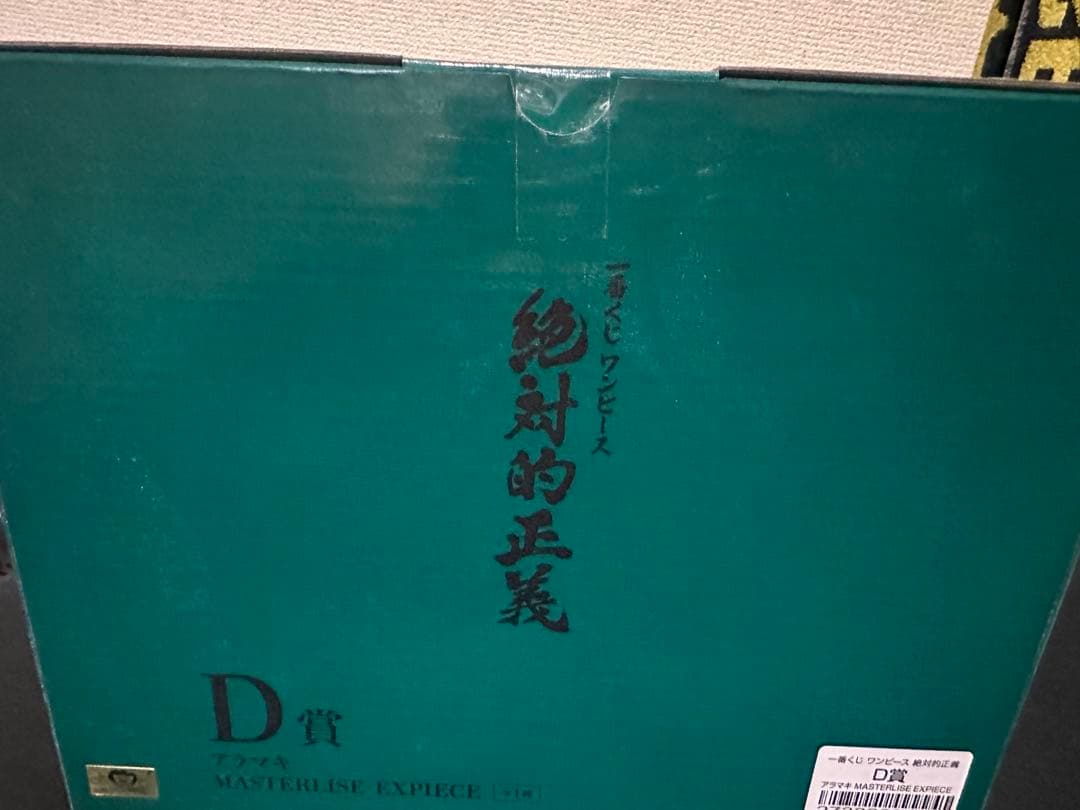 一番くじ ワンピース
絶対的正義
D賞
アラマキ
MASTERLISE EXPIECE
一番くじ ワンピース 絶対的正義
D賞
アラマキ MASTERLISE EXPIECE